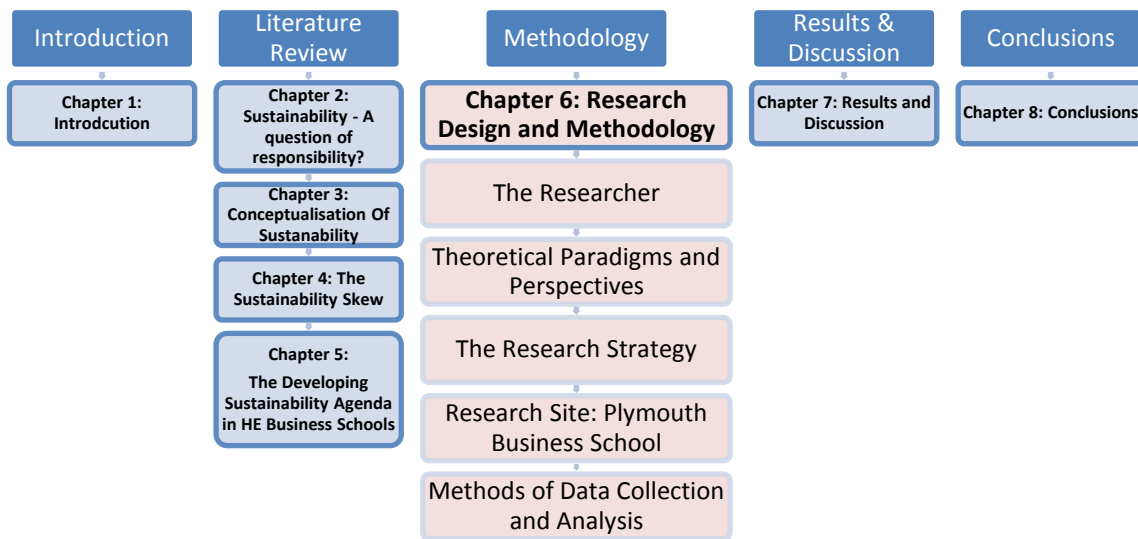 Introduction
Literature
Review
Methodology
Results &
Discussion
Conclusions
Chapter 1:
Introdcution
Chapter 2:
Sustainability - A
question of
responsibility?
Chapter 3:
Conceptualisation Of
Sustanability
Chapter 4: The
Sustainability Skew
Chapter 5:
The Developing
Sustainability Agenda
in HE Business Schools
Chapter 6: Research
Design and Methodology
The Researcher
Theoretical Paradigms and
Perspectives
The Research Strategy
Research Site: Plymouth
Business School
Methods of Data Collection
and Analysis
Chapter 7: Results and
Discussion
Chapter 8: Conclusions